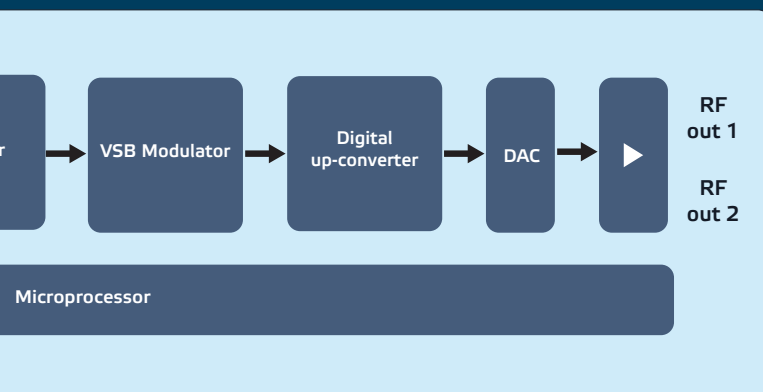 VSB Modulator
Digital
up-converter
DAC
RF
out 1
RF
out 2
Microprocessor